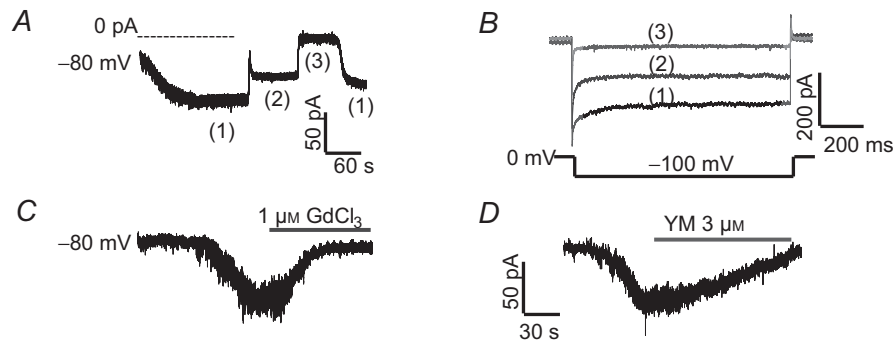 A
0 pA
−80 mV
(1)
(2)
(3)
(1)
50 pA
60 s
B
(3)
(2)
(1)
200 pA
200 ms
0 mV
−100 mV
C
1 μM GdCl3
−80 mV
D
YM 3 μM
50 pA
30 s